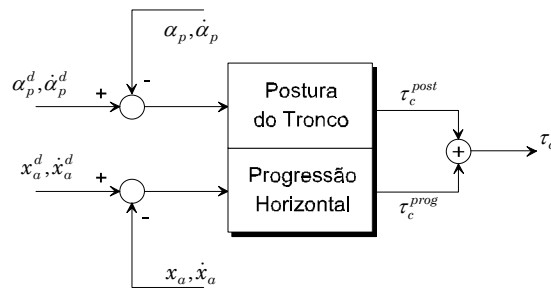 α_p, α̇_p
-
α_p^d, α̇_p^d
+
Postura
do Tronco
τ_c^post
x_a^d, ẋ_a^d
+
-
Progressão
Horizontal
τ_c^prog
+
x_a, ẋ_a